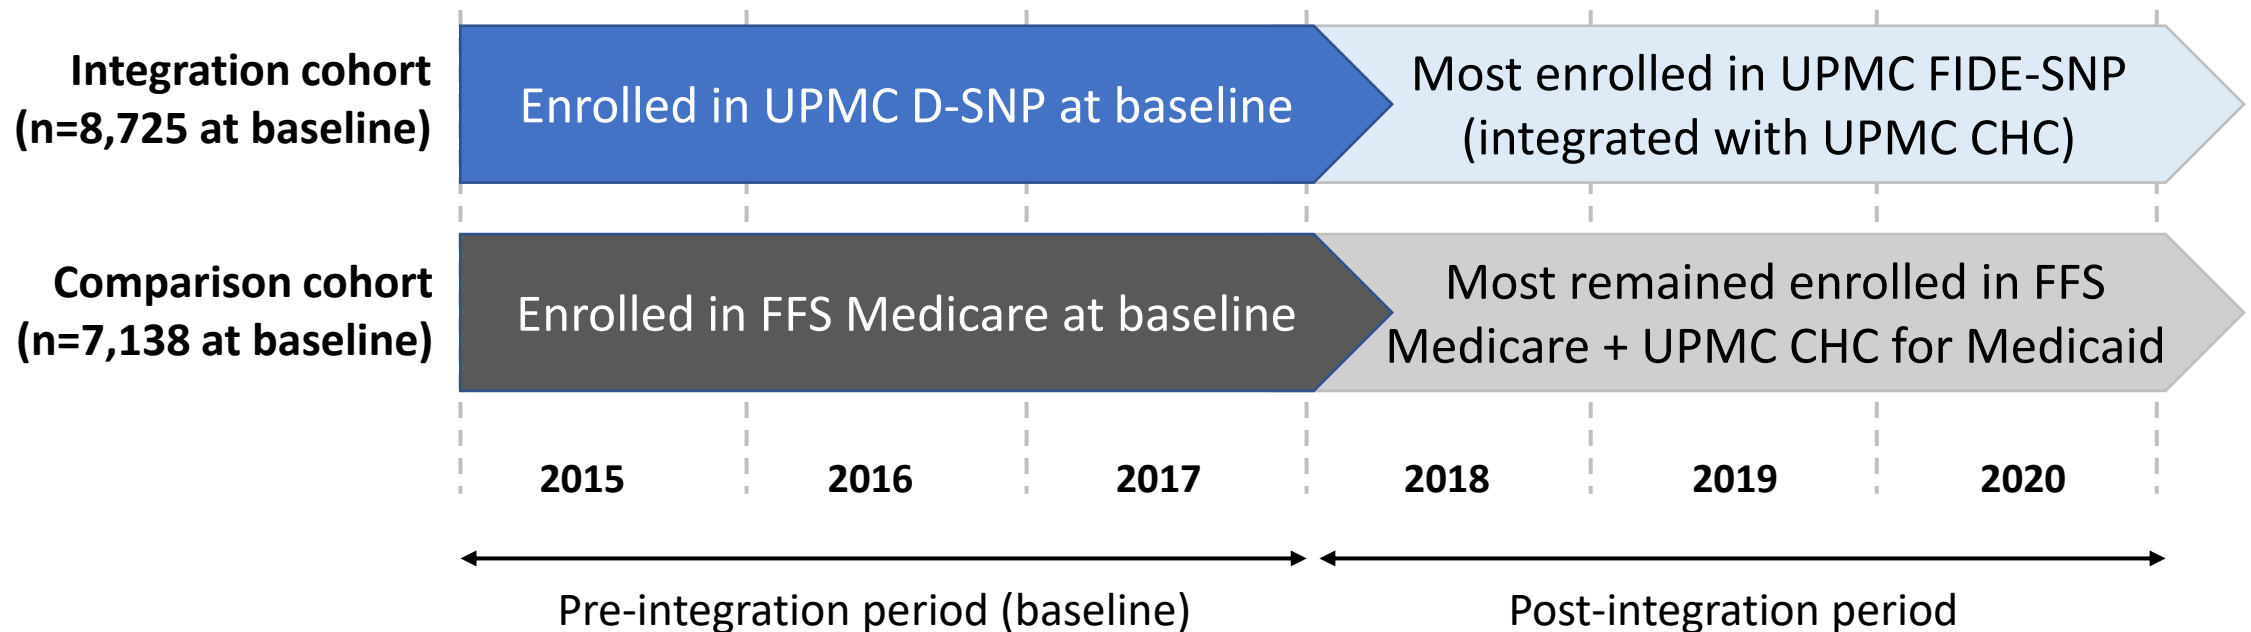 Integration cohort
(n=8,725 at baseline)
Enrolled in UPMC D-SNP at baseline
Most enrolled in UPMC FIDE-SNP
(integrated with UPMC CHC)
Comparison cohort
(n=7,138 at baseline)
Enrolled in FFS Medicare at baseline
Most remained enrolled in FFS
Medicare + UPMC CHC for Medicaid
2015 2016 2017 2018 2019 2020
Pre-integration period (baseline)
Post-integration period